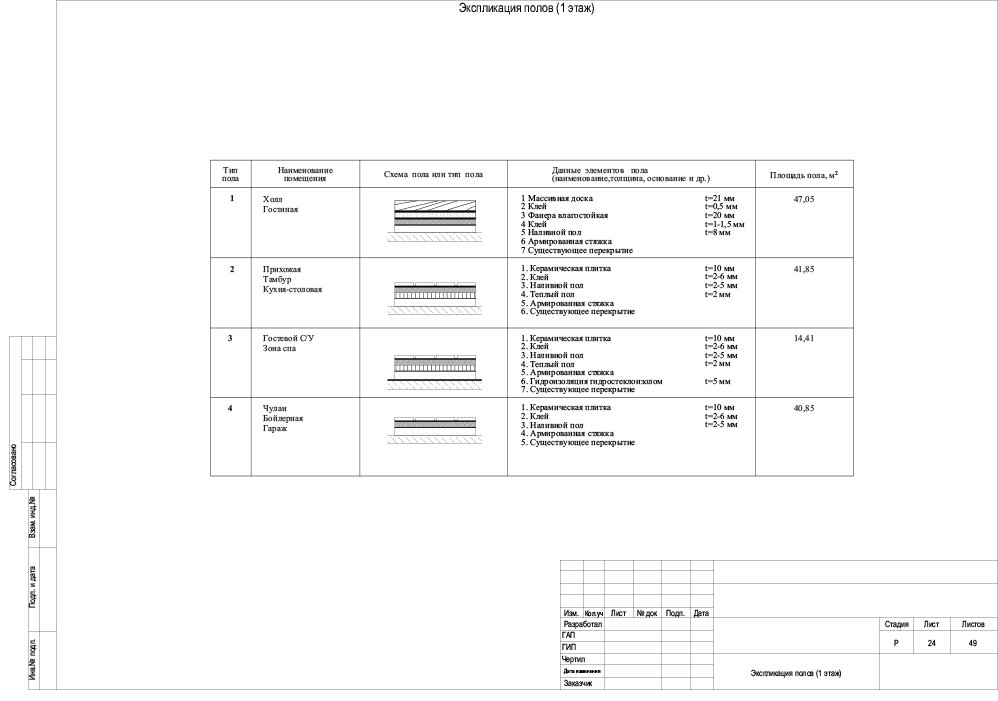 Экспликация полов (1 этаж)
Тип пола
Наименование помещения
Схема пола или тип пола
Данные элементов пола
(наименование,толщина, основание и др.)
Площадь пола, м²
1
Холл
Гостиная
1 Массивная доска t=21 мм
2 Клей t=0,5 мм
3 Фанера влагостойкая t=20 мм
4 Клей t=1-1,5 мм
5 Наливной пол t=8 мм
6 Армированная стяжка
7 Существующее перекрытие
47,05
2
Прихожая
Тамбур
Кухня-столовая
1. Керамическая плитка t=10 мм
2. Клей t=2-6 мм
3. Наливной пол t=2-5 мм
4. Теплый пол t=2 мм
5. Армированная стяжка
6. Существующее перекрытие
41,85
3
Гостевой С/У
Зона спа
1. Керамическая плитка t=10 мм
2. Клей t=2-6 мм
3. Наливной пол t=2-5 мм
4. Теплый пол t=2 мм
5. Армированная стяжка
6. Гидроизоляция гидростеклоизолом t=5 мм
7. Существующее перекрытие
14,41
4
Чулан
Бойлерная
Гараж
1. Керамическая плитка t=10 мм
2. Клей t=2-6 мм
3. Наливной пол t=2-5 мм
4. Армированная стяжка
5. Существующее перекрытие
40,85
Согласовано
Взам. инд.№
Подп. и дата
Инв.№ подл.
Изм. Кол.уч Лист № док Подп. Дата
Разработал
ГАП
ГИП
Чертил
Дата изменения
Заказчик
Стадия Лист Листов
Р 24 49
Экспликация полов (1 этаж)